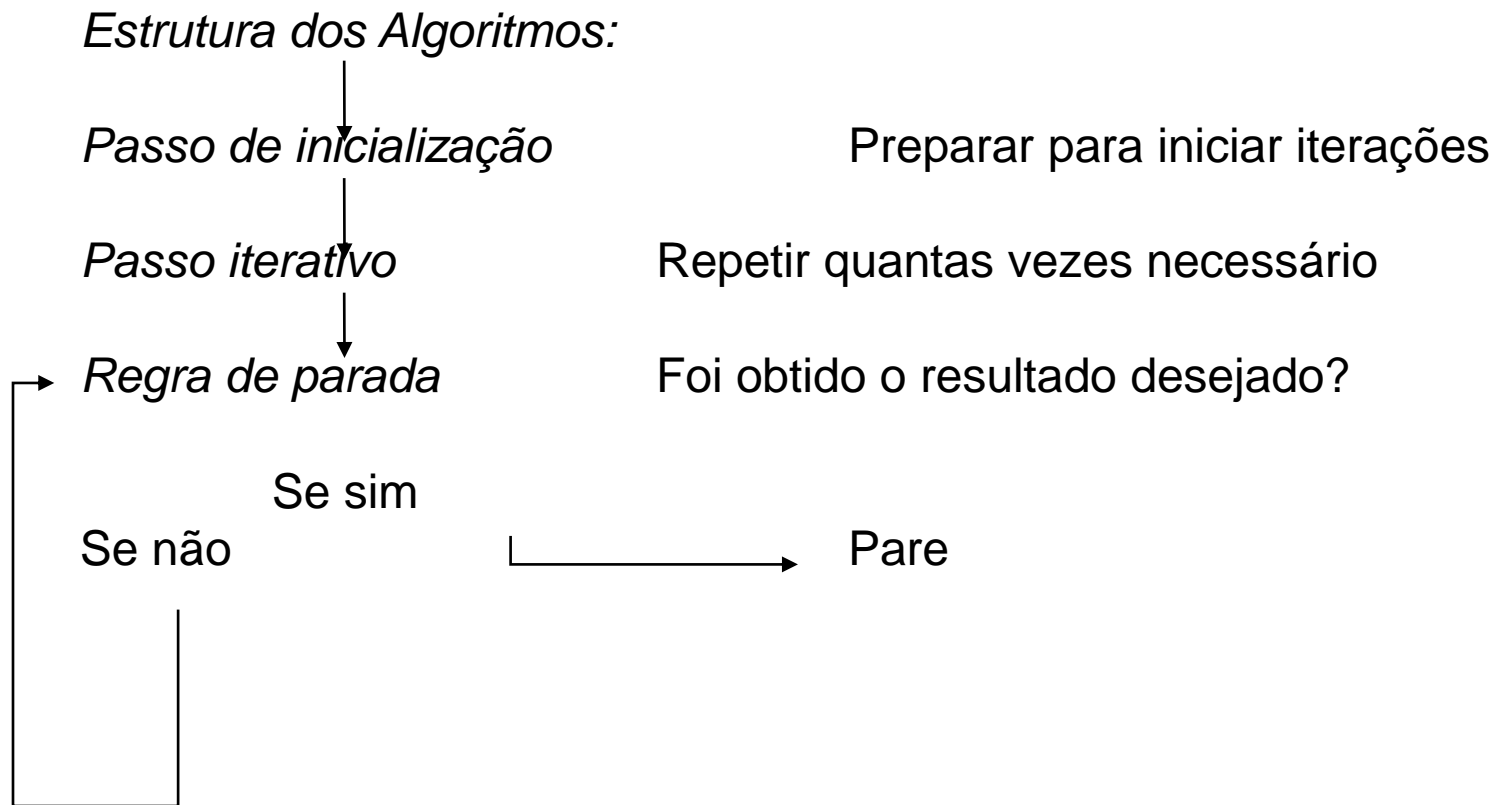 Estrutura dos Algoritmos:
Passo de inicialização Preparar para iniciar iterações
Passo iterativo Repetir quantas vezes necessário
Regra de parada Foi obtido o resultado desejado?
Se sim
Se não Pare